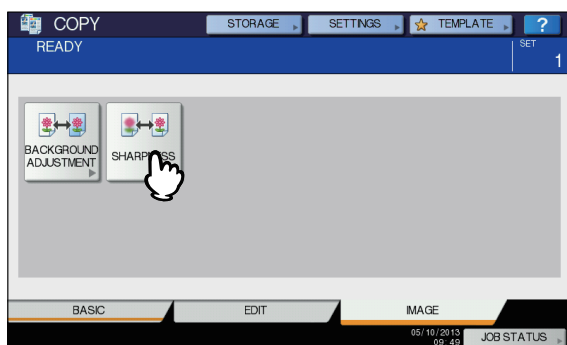 COPY
STORAGE
SETTINGS
TEMPLATE
?
READY
SET
1
BACKGROUND
ADJUSTMENT
SHARPNESS
BASIC
EDIT
IMAGE
05/10/2013
09:49
JOB STATUS